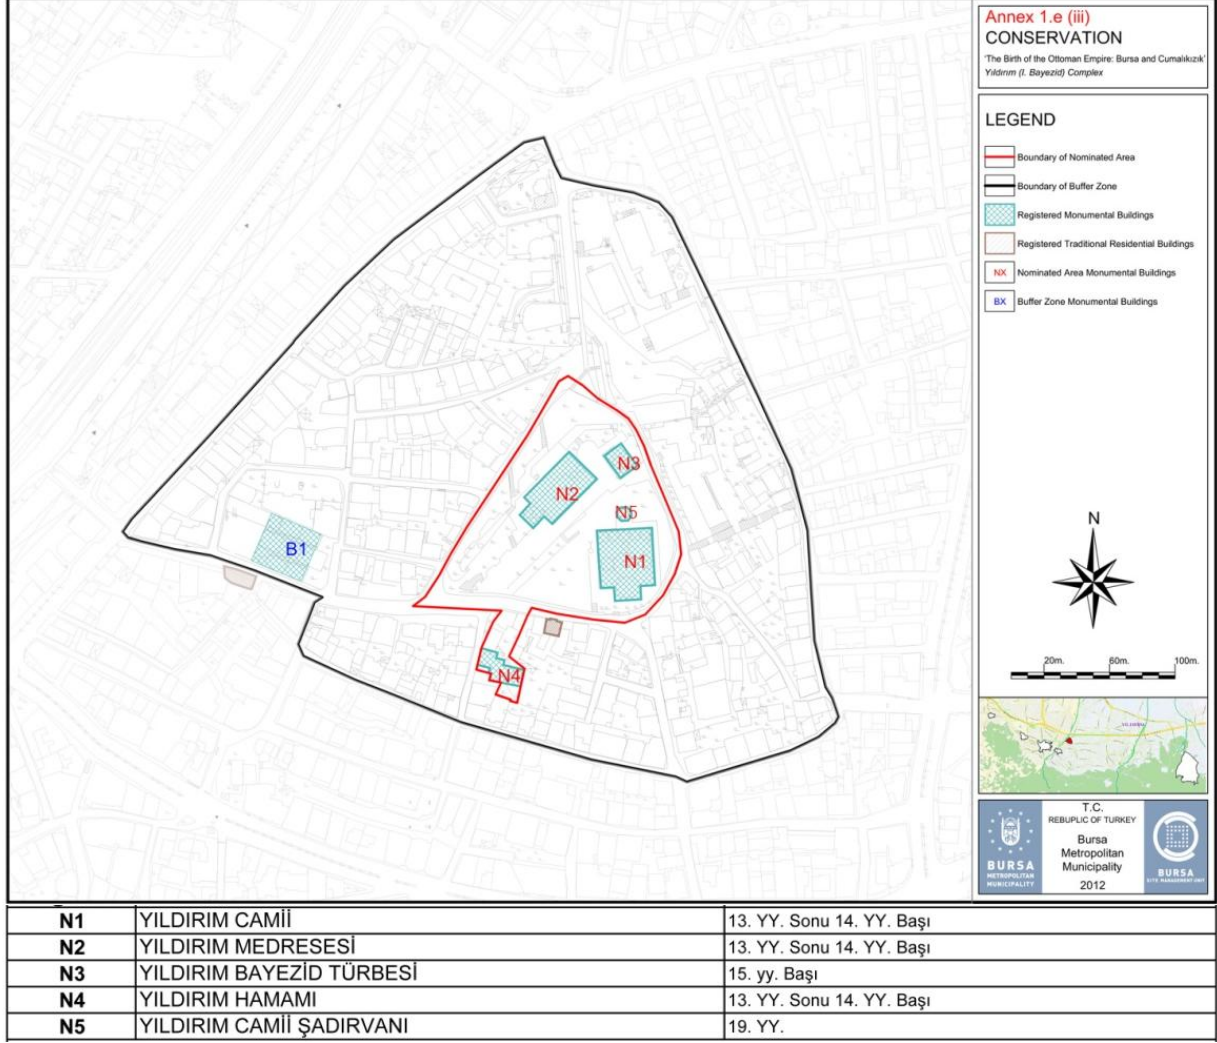 Annex 1.e (iii)
CONSERVATION
'The Birth of the Ottoman Empire: Bursa and Cumalıkızık'
Yıldırım (I. Bayezid) Complex
LEGEND
Boundary of Nominated Area
Boundary of Buffer Zone
Registered Monumental Buildings
Registered Traditional Residential Buildings
NX Nominated Area Monumental Buildings
BX Buffer Zone Monumental Buildings
N3
N2
N5
B1
N1
N4
N
20m. 60m. 100m.
BURSA
METROPOLITAN
MUNICIPALITY
T.C.
REBUPLIC OF TURKEY
Bursa
Metropolitan
Municipality
2012
BURSA
SITE MANAGEMENT UNIT
N1 YILDIRIM CAMİİ 13. YY. Sonu 14. YY. Başı
N2 YILDIRIM MEDRESESİ 13. YY. Sonu 14. YY. Başı
N3 YILDIRIM BAYEZİD TÜRBESİ 15. yy. Başı
N4 YILDIRIM HAMAMI 13. YY. Sonu 14. YY. Başı
N5 YILDIRIM CAMİİ ŞADIRVANI 19. YY.